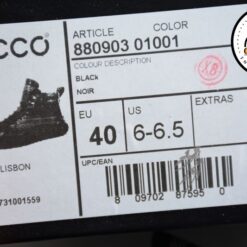 CCO
ARTICLE COLOR
880903 01001
COLOUR DESCRIPTION
BLACK
NOIR
EU US EXTRAS
40 6-6.5
LISBON
UPC/EAN
731001559
8 09702 87595 0